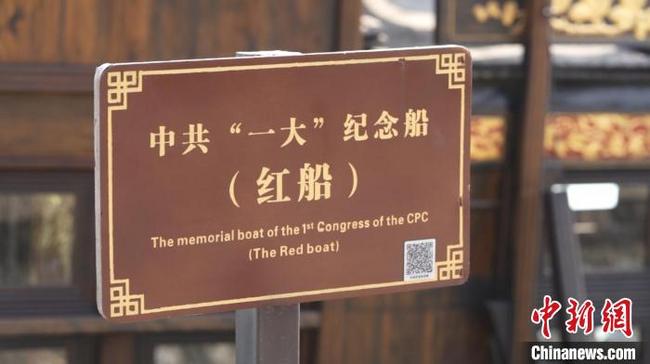 中共“一大”纪念船
（红船）
The memorial boat of the 1st Congress of the CPC
(The Red boat)
中新网
Chinanews.com